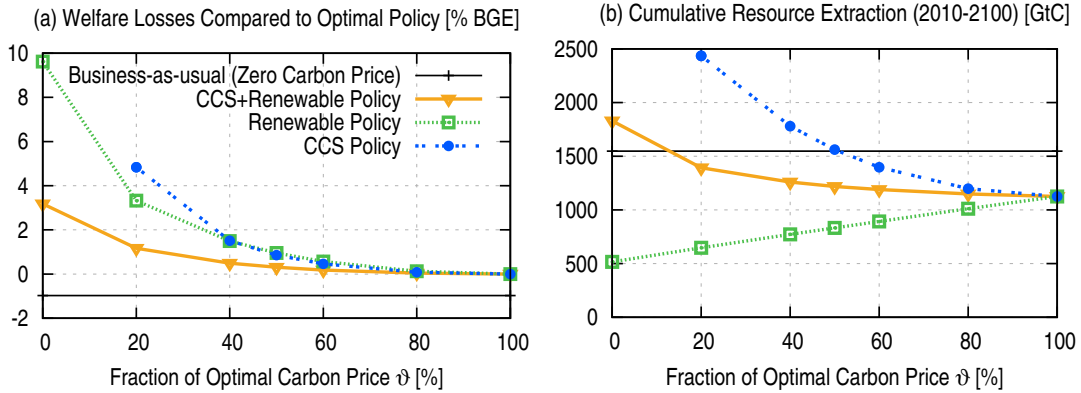 (a) Welfare Losses Compared to Optimal Policy [% BGE]
10
8
6
4
2
0
-2
Business-as-usual (Zero Carbon Price)
CCS+Renewable Policy
Renewable Policy
CCS Policy
0 20 40 60 80 100
Fraction of Optimal Carbon Price ϑ [%]
(b) Cumulative Resource Extraction (2010-2100) [GtC]
2500
2000
1500
1000
500
0
0 20 40 60 80 100
Fraction of Optimal Carbon Price ϑ [%]